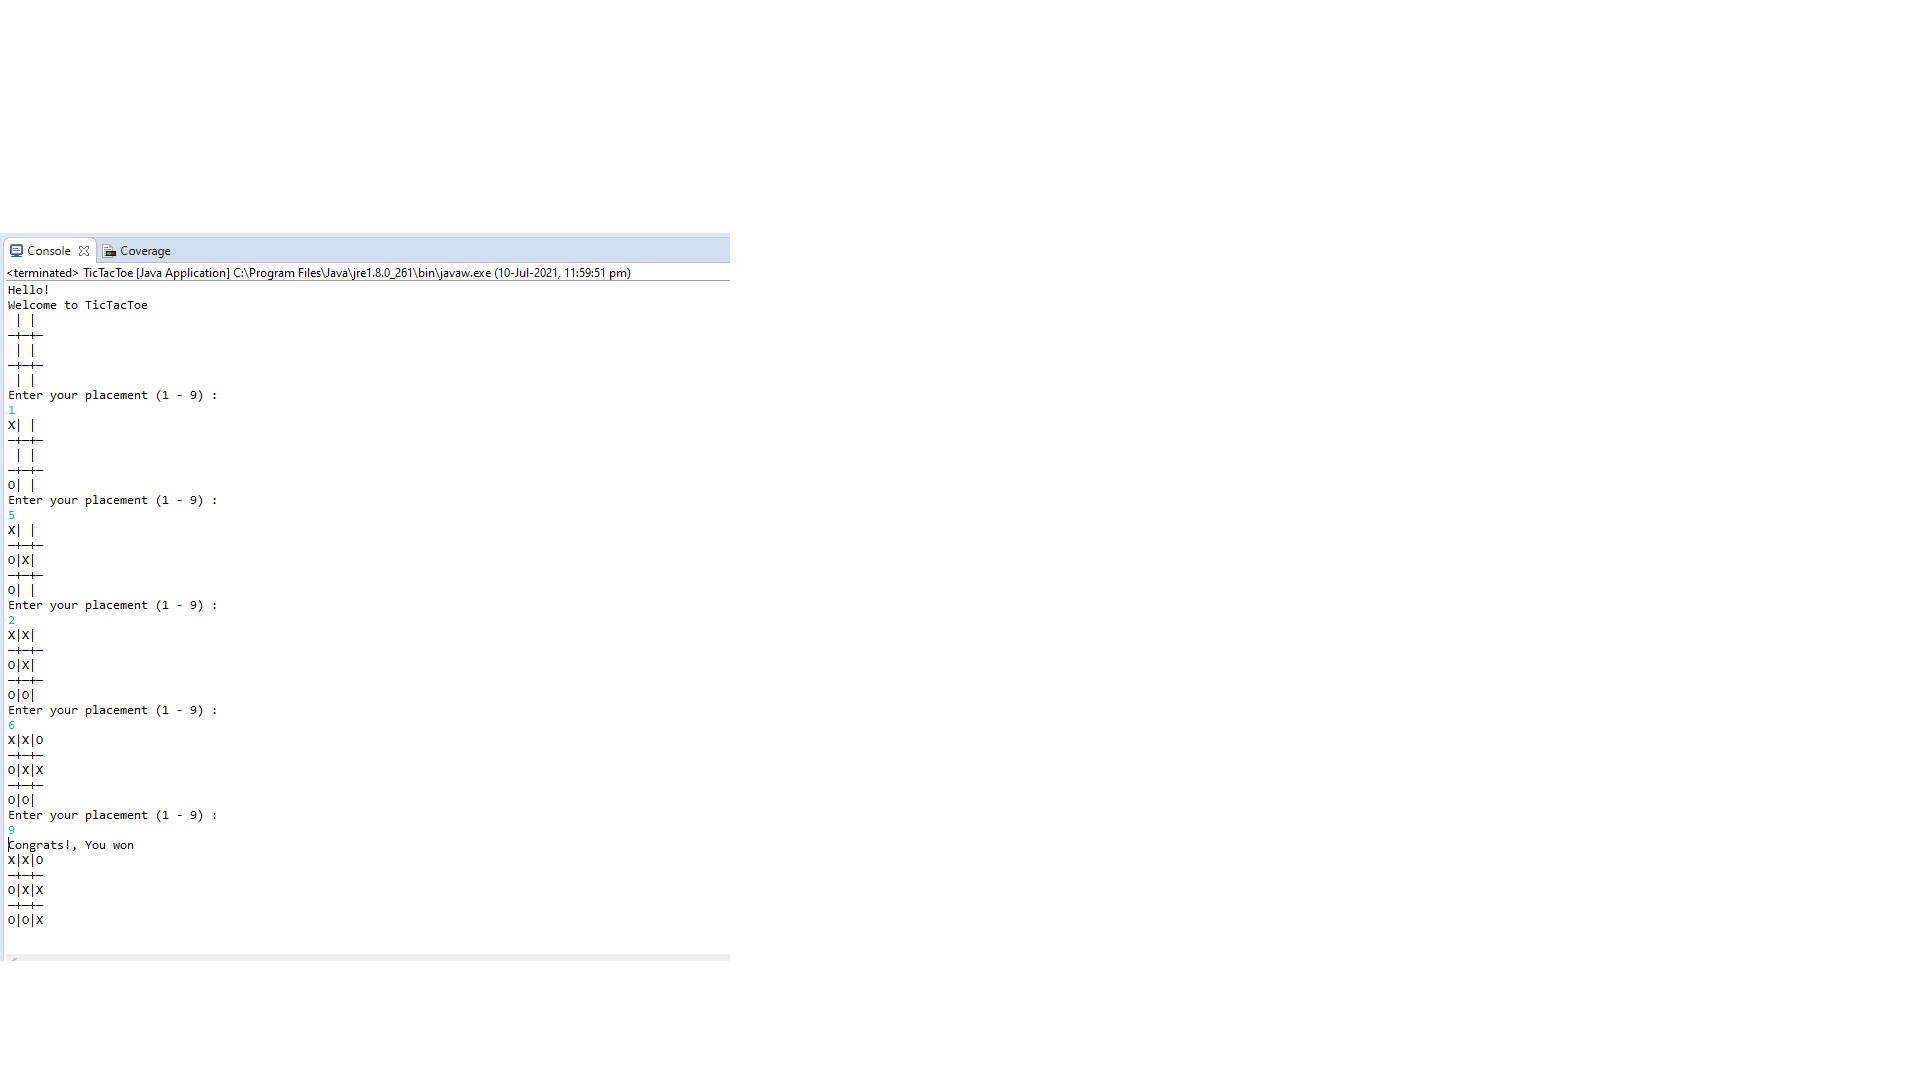 Console Coverage
<terminated> TicTacToe [Java Application] C:\Program Files\Java\jre1.8.0_261\bin\javaw.exe (10-Jul-2021, 11:59:51 pm)
Hello!
Welcome to TicTacToe
 | |
-+-+-
 | |
-+-+-
 | |
Enter your placement (1 - 9) :
1
X| |
-+-+-
 | |
-+-+-
O| |
Enter your placement (1 - 9) :
5
X| |
-+-+-
O|X|
-+-+-
O| |
Enter your placement (1 - 9) :
2
X|X|
-+-+-
O|X|
-+-+-
O|O|
Enter your placement (1 - 9) :
6
X|X|O
-+-+-
O|X|X
-+-+-
O|O|
Enter your placement (1 - 9) :
9
Congrats!, You won
X|X|O
-+-+-
O|X|X
-+-+-
O|O|X